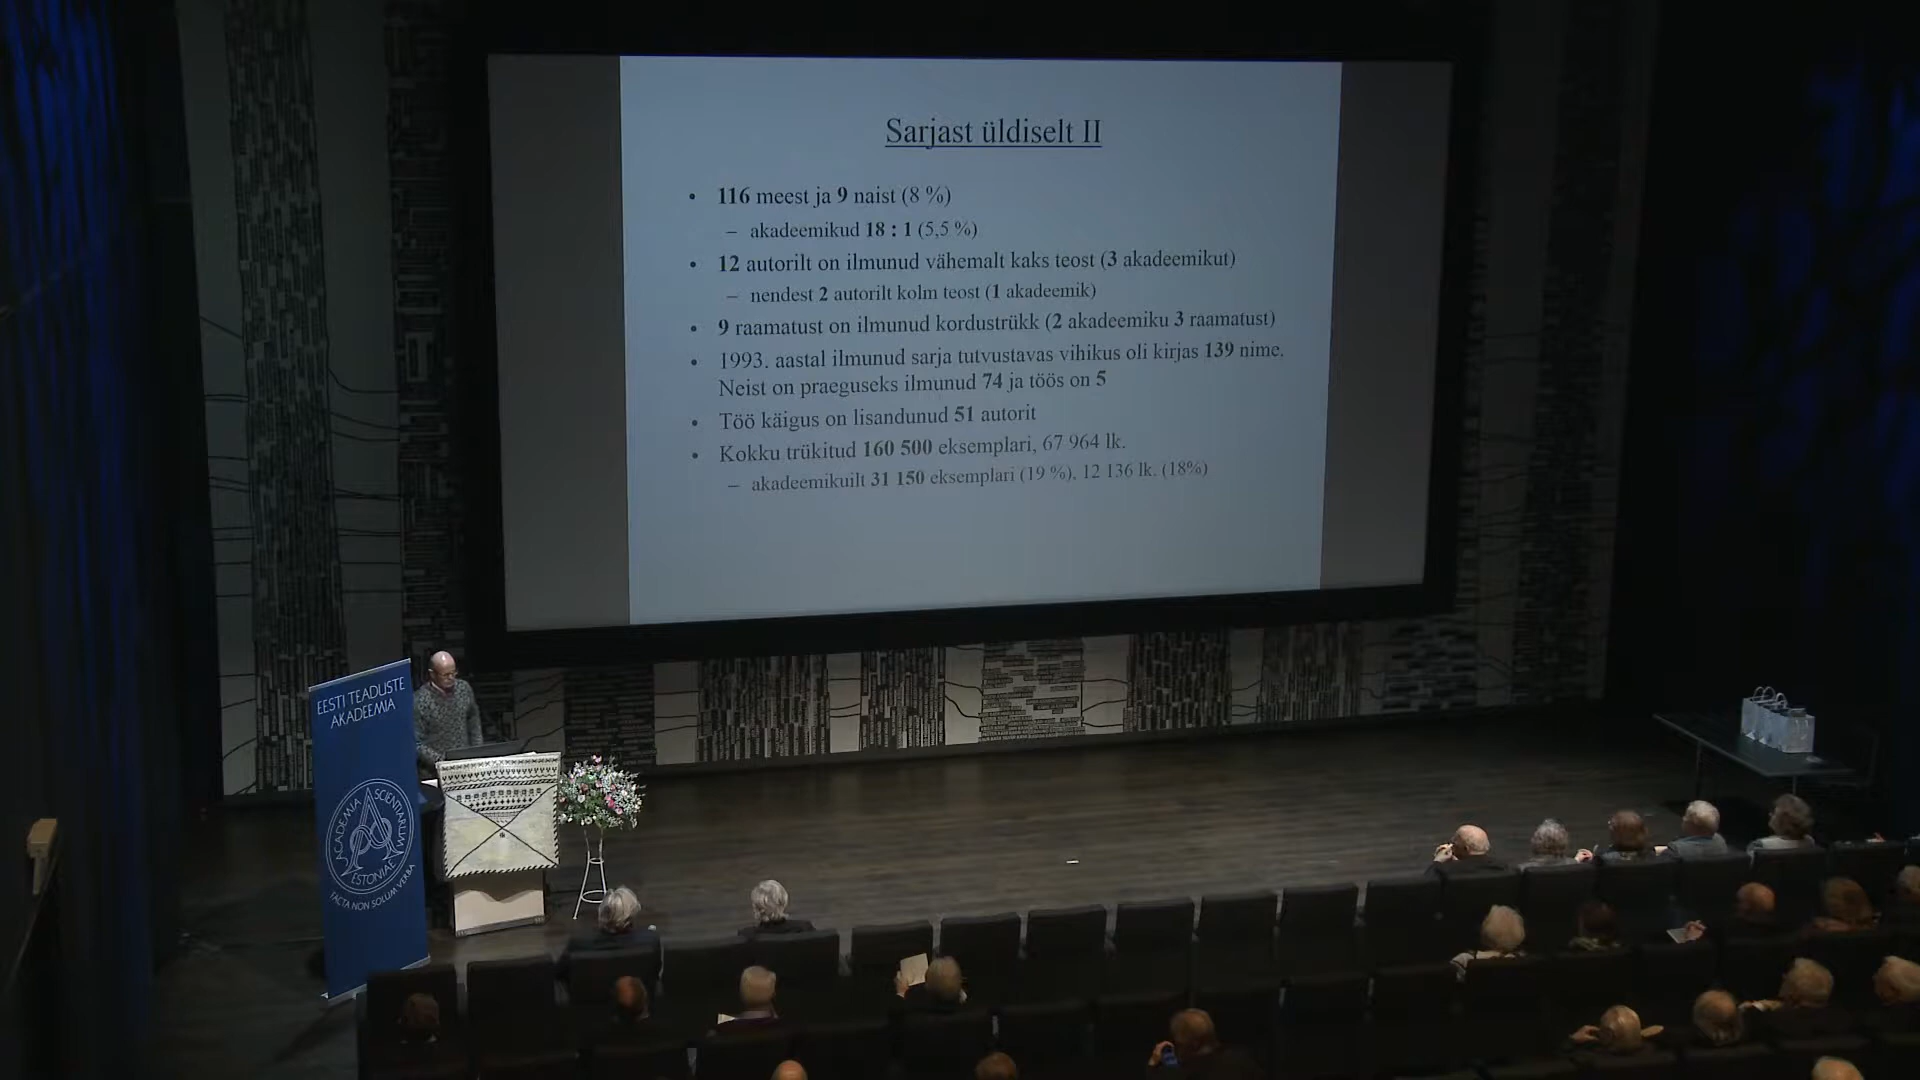 Sarjast üldiselt II
• 116 meest ja 9 naist (8 %)
– akadeemikud 18 : 1 (5,5 %)
• 12 autorilt on ilmunud vähemalt kaks teost (3 akadeemikut)
– nendest 2 autorilt kolm teost (1 akadeemik)
• 9 raamatust on ilmunud kordustrükk (2 akadeemiku 3 raamatust)
• 1993. aastal ilmunud sarja tutvustavas vihikus oli kirjas 139 nime.
Neist on praeguseks ilmunud 74 ja töös on 5
• Töö käigus on lisandunud 51 autorit
• Kokku trükitud 160 500 eksemplari, 67 964 lk.
– akadeemikuilt 31 150 eksemplari (19 %), 12 136 lk. (18%)
EESTI TEADUSTE
AKADEEMIA
ACADEMIA SCIENTIARUM ESTONIAE
FACTA NON SOLUM VERBA